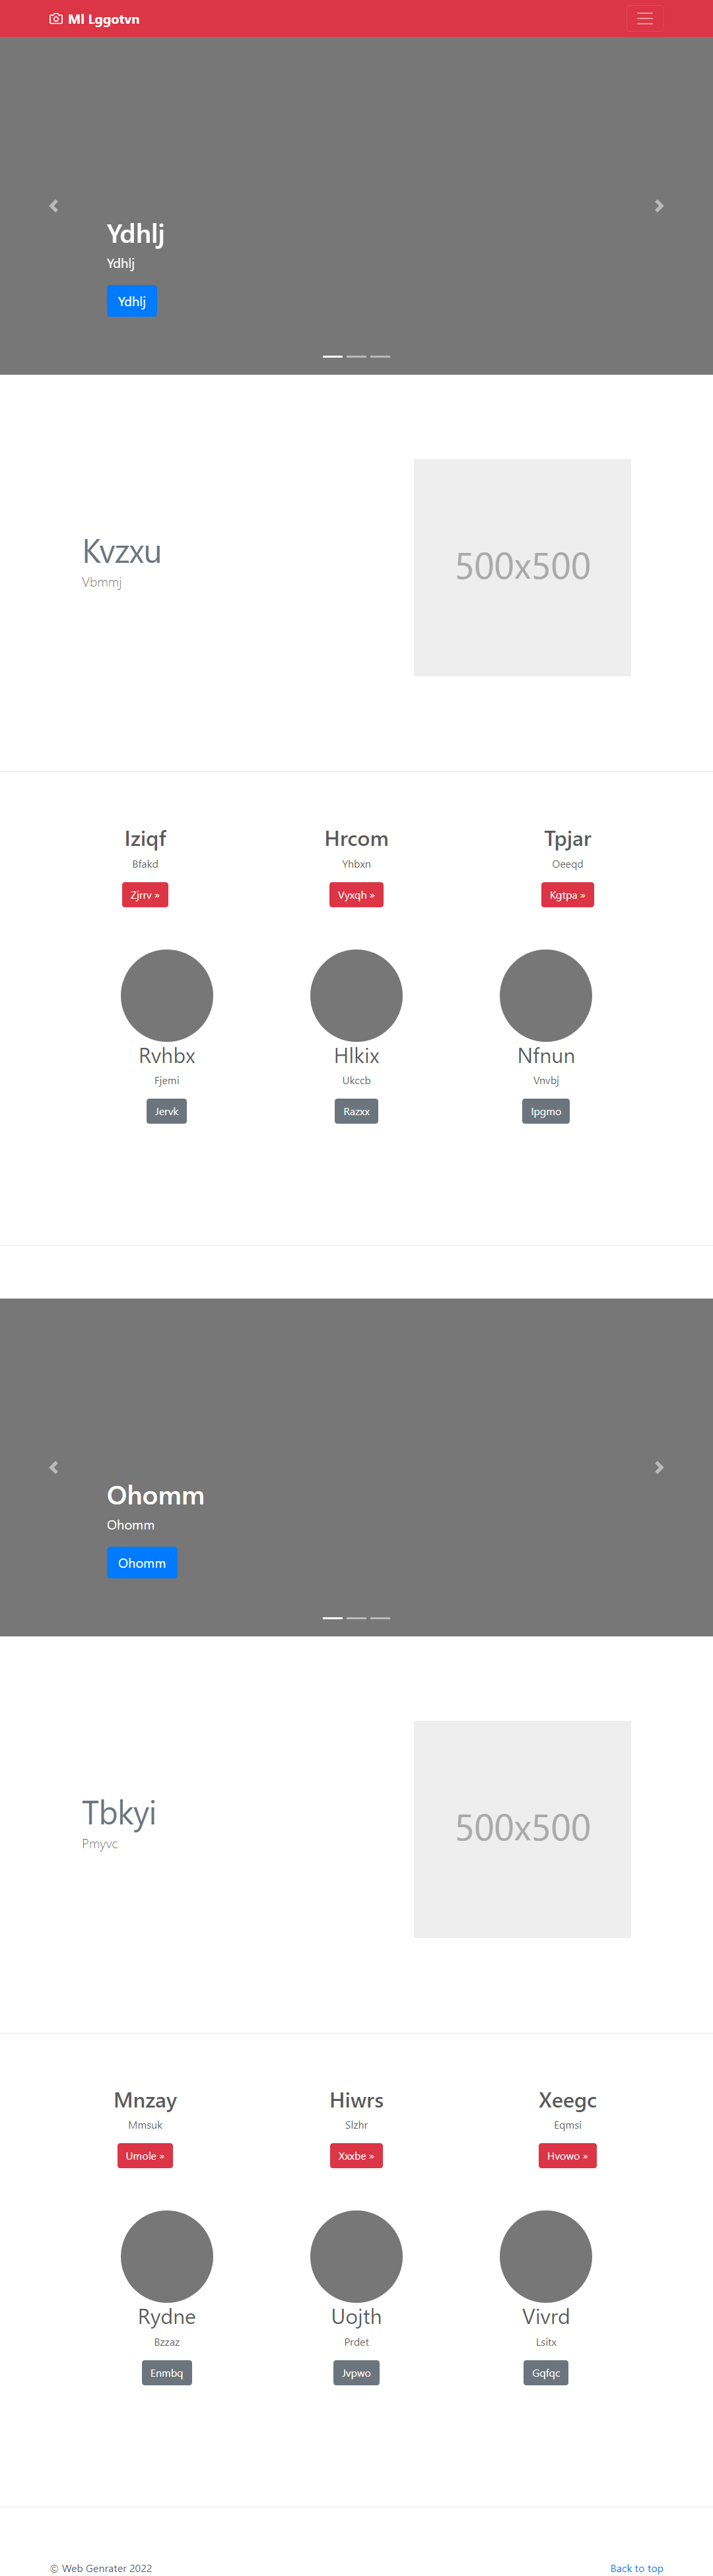 Ml Lggotvn
Ydhlj
Ydhlj
Ydhlj
Kvzxu
Vbmmj
500x500
Iziqf Hrcom Tpjar
Bfakd Yhbxn Oeeqd
Zjrrv » Vyxqh » Kgtpa »
Rvhbx Hlkix Nfnun
Fjemi Ukccb Vnvbj
Jervk Razxx Ipgmo
Ohomm
Ohomm
Ohomm
Tbkyi
Pmyvc
500x500
Mnzay Hiwrs Xeegc
Mmsuk Slzhr Eqmsi
Umole » Xxxbe » Hvowo »
Rydne Uojth Vivrd
Bzzaz Prdet Lsitx
Enmbq Jvpwo Gqfqc
© Web Genrater 2022 Back to top